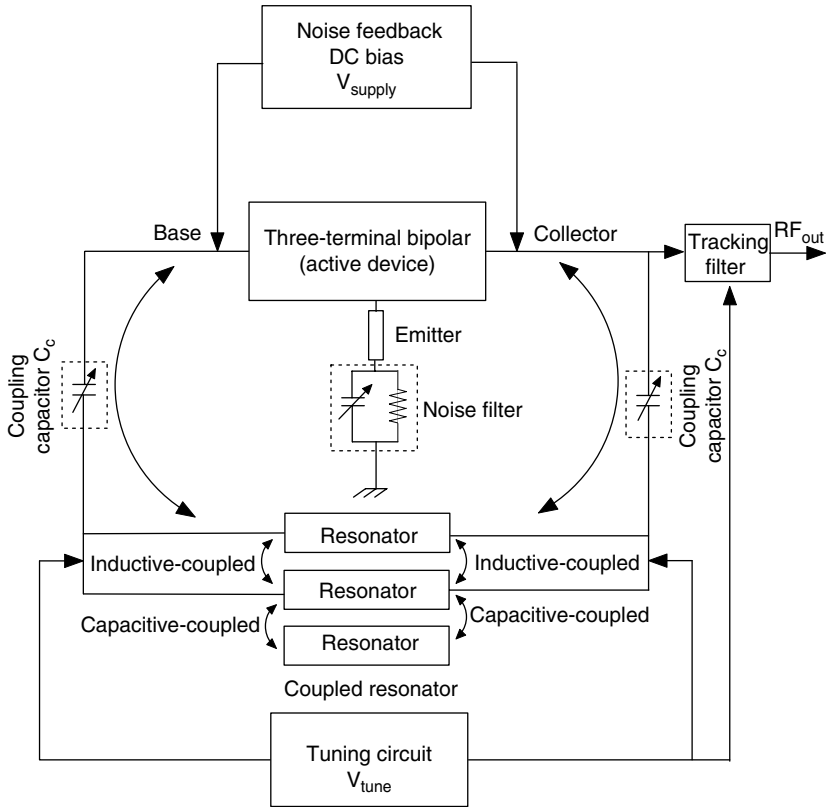 Noise feedback
DC bias
V_supply
Base
Three-terminal bipolar
(active device)
Collector
Tracking
filter
RF_out
Emitter
Noise filter
Coupling
capacitor C_c
Coupling
capacitor C_c
Resonator
Inductive-coupled
Inductive-coupled
Resonator
Capacitive-coupled
Capacitive-coupled
Resonator
Coupled resonator
Tuning circuit
V_tune